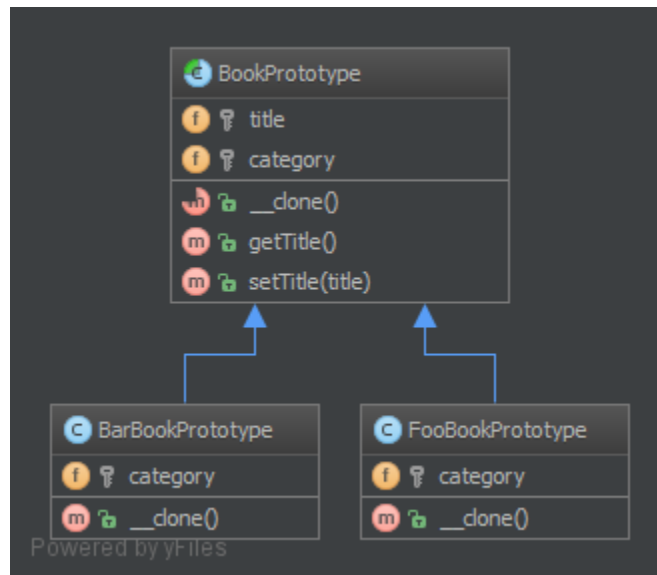 BookPrototype
f title
f category
m __clone()
m getTitle()
m setTitle(title)
C BarBookPrototype
f category
m __clone()
C FooBookPrototype
f category
m __clone()
Powered by yFiles